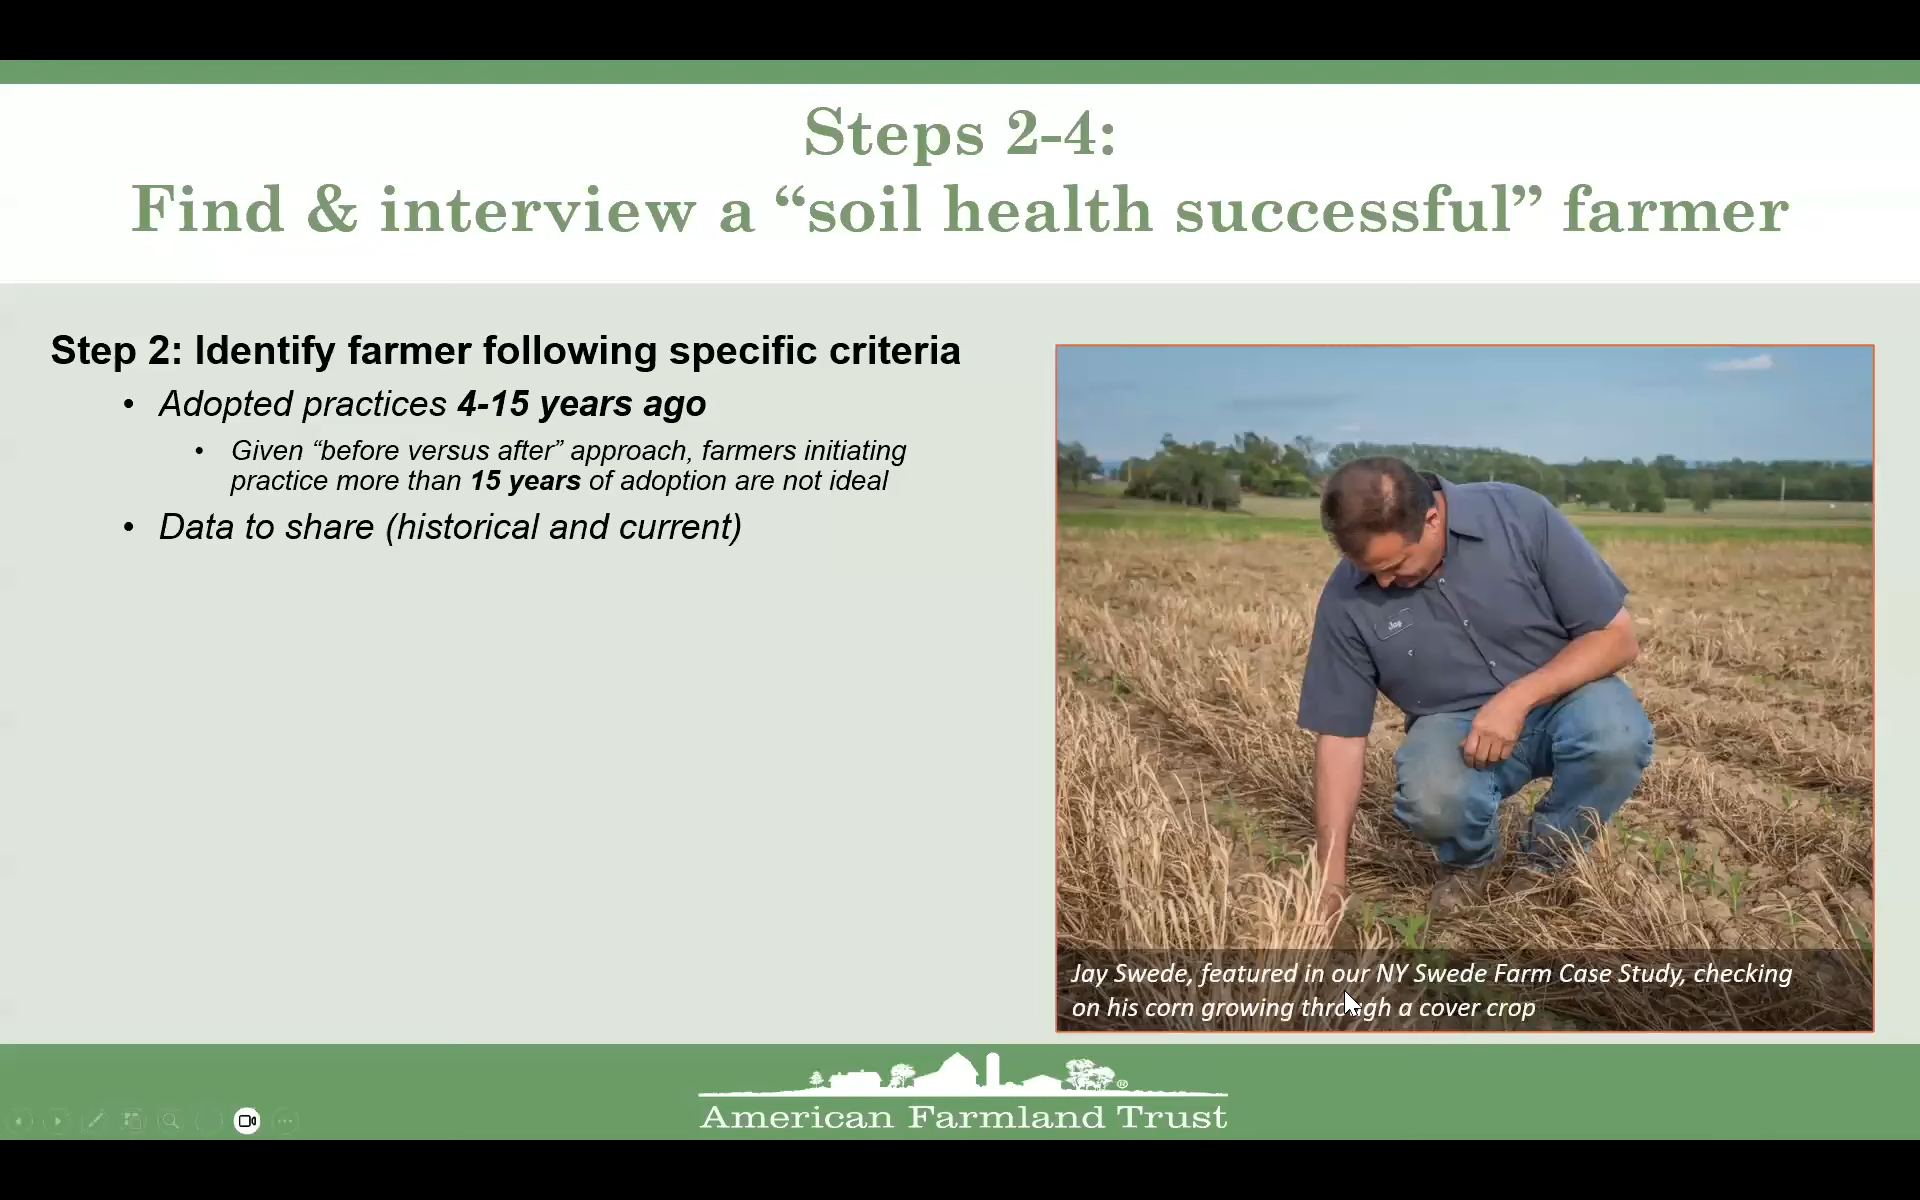 Steps 2-4:
Find & interview a “soil health successful” farmer
Step 2: Identify farmer following specific criteria
• Adopted practices 4-15 years ago
• Given “before versus after” approach, farmers initiating
practice more than 15 years of adoption are not ideal
• Data to share (historical and current)
Jay
Jay Swede, featured in our NY Swede Farm Case Study, checking
on his corn growing through a cover crop
®
American Farmland Trust